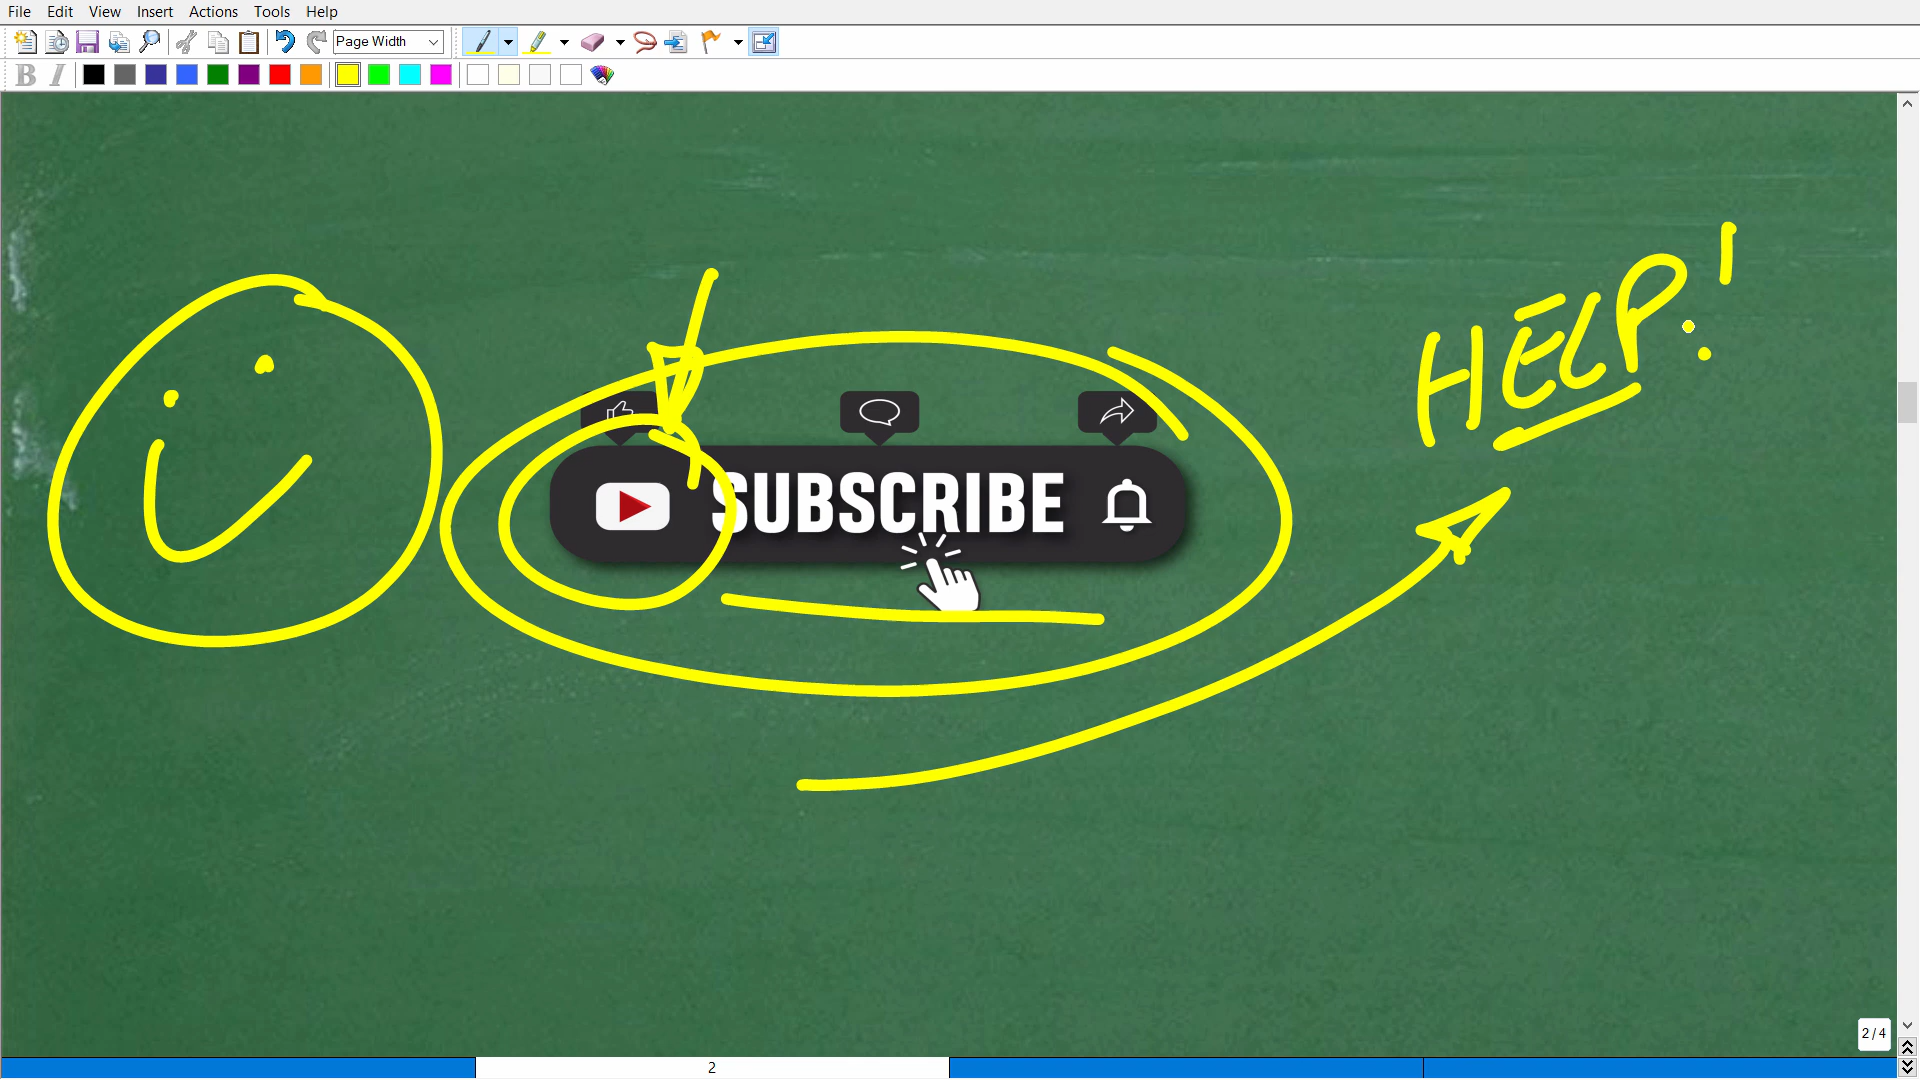 File Edit View Insert Actions Tools Help
Page Width
B I
HELP!
SUBSCRIBE
2 / 4
2